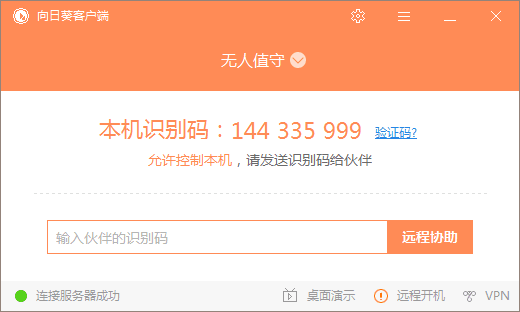 向日葵客户端
无人值守
本机识别码：144 335 999 验证码?
允许控制本机，请发送识别码给伙伴
输入伙伴的识别码 远程协助
连接服务器成功 桌面演示 远程开机 VPN